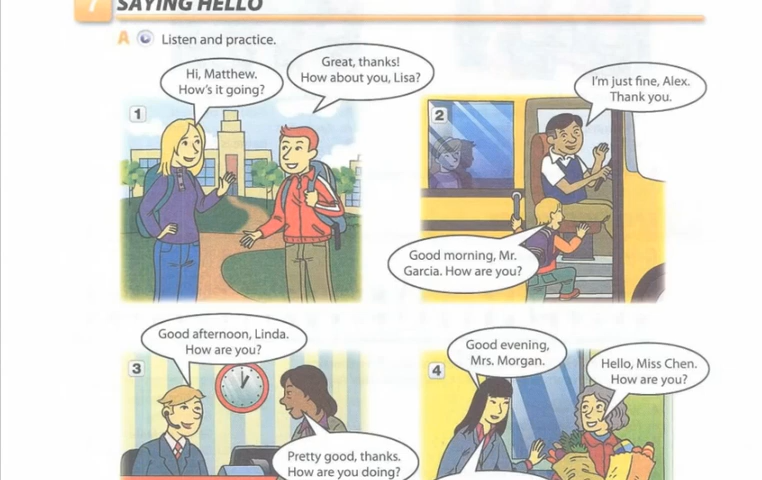 7 SAYING HELLO
A Listen and practice.
Hi, Matthew.
How's it going?
Great, thanks!
How about you, Lisa?
1
2
I'm just fine, Alex.
Thank you.
Good morning, Mr.
Garcia. How are you?
Good afternoon, Linda.
How are you?
3
Pretty good, thanks.
How are you doing?
Good evening,
Mrs. Morgan.
4
Hello, Miss Chen.
How are you?